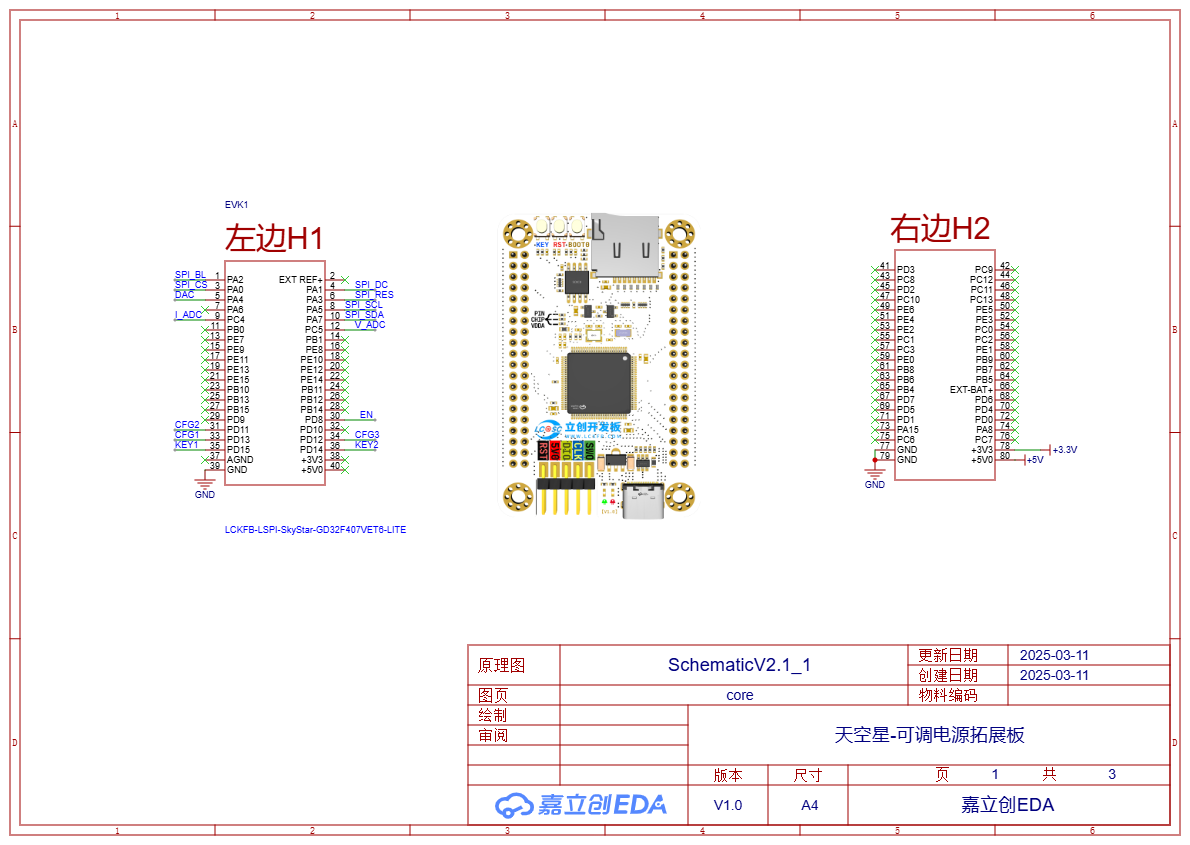 1 2 3 4 5 6
A A
B B
C C
D D
EVK1
左边H1
SPI_BL 1 PA2 EXT REF+ 2
SPI_CS 3 PA0 PA1 4 SPI_DC
DAC 5 PA4 PA3 6 SPI_RES
7 PA6 PA5 8 SPI_SCL
I_ADC 9 PC4 PA7 10 SPI_SDA
11 PB0 PC5 12 V_ADC
13 PE7 PB1 14
15 PE9 PE8 16
17 PE11 PE10 18
19 PE13 PE12 20
21 PE15 PE14 22
23 PB10 PB11 24
25 PB13 PB12 26
27 PB15 PB14 28
29 PD9 PD8 30 EN
CFG2 31 PD11 PD10 32
CFG1 33 PD13 PD12 34 CFG3
KEY1 35 PD15 PD14 36 KEY2
37 AGND +3V3 38
39 GND +5V0 40
GND
LCKFB-LSPI-SkyStar-GD32F407VET6-LITE
KEY RST BOOT0
PIN
CHIP
VDDA
LCSC 立创开发板
www.lckfb.com
RST 5V0 DIO CLK
右边H2
41 PD3 PC9 42
43 PC8 PC12 44
45 PD2 PC11 46
47 PC10 PC13 48
49 PE6 PE5 50
51 PE4 PE3 52
53 PE2 PC0 54
55 PC1 PC2 56
57 PC3 PE1 58
59 PE0 PB9 60
61 PB8 PB7 62
63 PB6 PB5 64
65 PB4 EXT-BAT+ 66
67 PD7 PD6 68
69 PD5 PD4 70
71 PD1 PD0 72
73 PA15 PA8 74
75 PC6 PC7 76
77 GND +3V3 78 +3.3V
79 GND +5V0 80 +5V
GND
原理图 SchematicV2.1_1 更新日期 2025-03-11
创建日期 2025-03-11
图页 core 物料编码
绘制
审阅 天空星-可调电源拓展板
版本 尺寸 页 1 共 3
嘉立创EDA V1.0 A4 嘉立创EDA
1 2 3 4 5 6